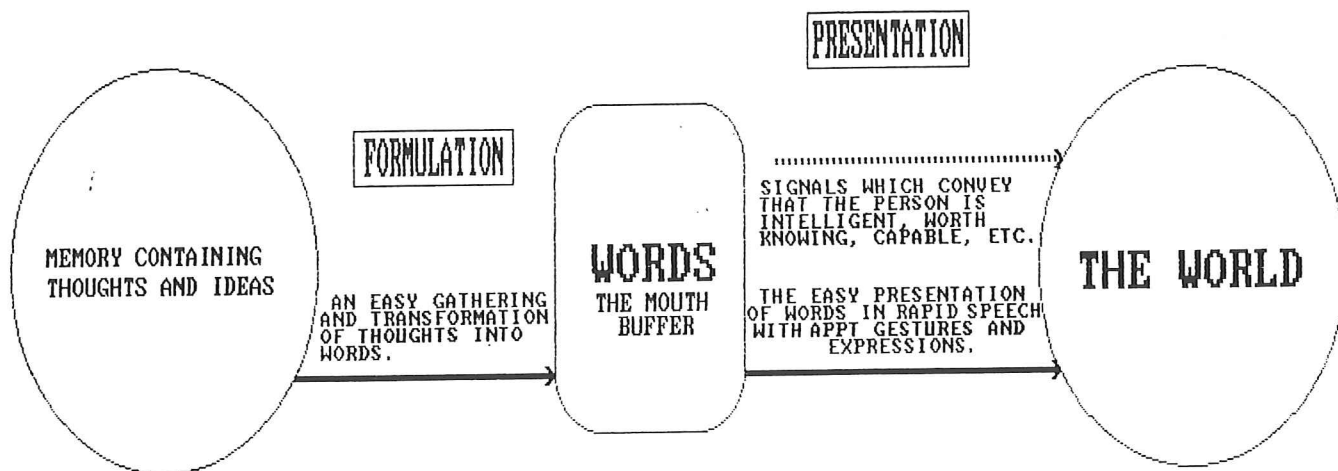 PRESENTATION
FORMULATION
MEMORY CONTAINING
THOUGHTS AND IDEAS
AN EASY GATHERING
AND TRANSFORMATION
OF THOUGHTS INTO
WORDS.
WORDS
THE MOUTH
BUFFER
SIGNALS WHICH CONVEY
THAT THE PERSON IS
INTELLIGENT, WORTH
KNOWING, CAPABLE, ETC.
THE EASY PRESENTATION
OF WORDS IN RAPID SPEECH
WITH APPT GESTURES AND
EXPRESSIONS.
THE WORLD